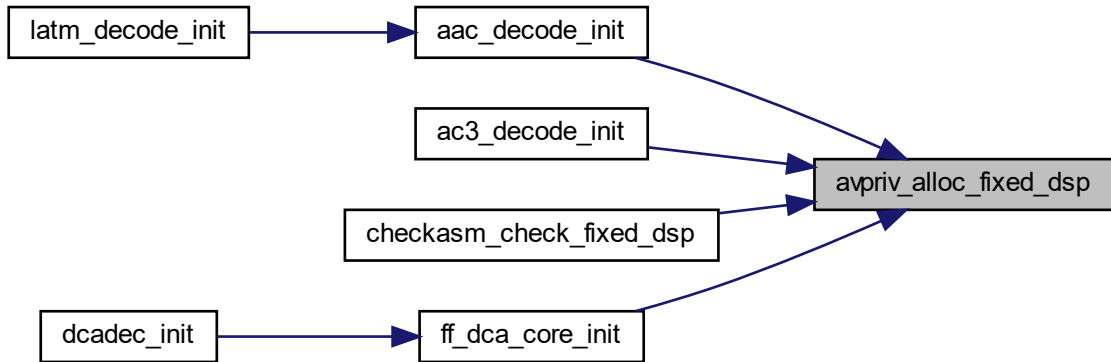 latm_decode_init
aac_decode_init
ac3_decode_init
avpriv_alloc_fixed_dsp
checkasm_check_fixed_dsp
dcadec_init
ff_dca_core_init